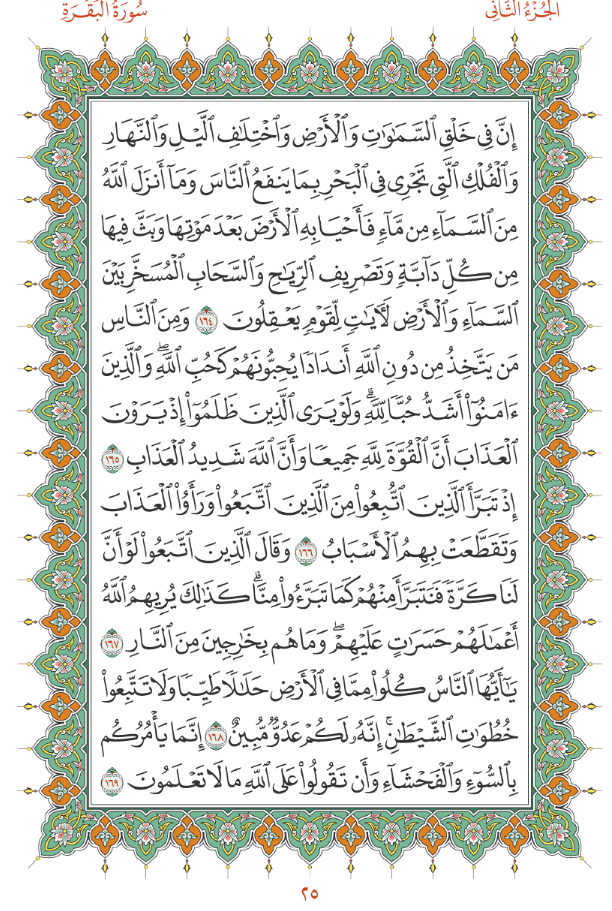 الجُزْءُ الثَّانِي
سُورَةُ الْبَقَرَةِ
إِنَّ فِي خَلْقِ ٱلسَّمَٰوَٰتِ وَٱلْأَرْضِ وَٱخْتِلَٰفِ ٱلَّيْلِ وَٱلنَّهَارِ
وَٱلْفُلْكِ ٱلَّتِي تَجْرِي فِي ٱلْبَحْرِ بِمَا يَنفَعُ ٱلنَّاسَ وَمَآ أَنزَلَ ٱللَّهُ
مِنَ ٱلسَّمَآءِ مِن مَّآءٍ فَأَحْيَا بِهِ ٱلْأَرْضَ بَعْدَ مَوْتِهَا وَبَثَّ فِيهَا
مِن كُلِّ دَآبَّةٍ وَتَصْرِيفِ ٱلرِّيَٰحِ وَٱلسَّحَابِ ٱلْمُسَخَّرِ بَيْنَ
ٱلسَّمَآءِ وَٱلْأَرْضِ لَأٓيَٰتٍ لِّقَوْمٍ يَعْقِلُونَ ١٦٤ وَمِنَ ٱلنَّاسِ
مَن يَتَّخِذُ مِن دُونِ ٱللَّهِ أَندَادًا يُحِبُّونَهُمْ كَحُبِّ ٱللَّهِۖ وَٱلَّذِينَ
ءَامَنُوٓا۟ أَشَدُّ حُبًّا لِّلَّهِۗ وَلَوْ يَرَى ٱلَّذِينَ ظَلَمُوٓا۟ إِذْ يَرَوْنَ
ٱلْعَذَابَ أَنَّ ٱلْقُوَّةَ لِلَّهِ جَمِيعًا وَأَنَّ ٱللَّهَ شَدِيدُ ٱلْعَذَابِ ١٦٥
إِذْ تَبَرَّأَ ٱلَّذِينَ ٱتُّبِعُوا۟ مِنَ ٱلَّذِينَ ٱتَّبَعُوا۟ وَرَأَوُا۟ ٱلْعَذَابَ
وَتَقَطَّعَتْ بِهِمُ ٱلْأَسْبَابُ ١٦٦ وَقَالَ ٱلَّذِينَ ٱتَّبَعُوا۟ لَوْ أَنَّ
لَنَا كَرَّةً فَنَتَبَرَّأَ مِنْهُمْ كَمَا تَبَرَّءُوا۟ مِنَّاۗ كَذَٰلِكَ يُرِيهِمُ ٱللَّهُ
أَعْمَٰلَهُمْ حَسَرَٰتٍ عَلَيْهِمْۖ وَمَا هُم بِخَٰرِجِينَ مِنَ ٱلنَّارِ ١٦٧
يَٰٓأَيُّهَا ٱلنَّاسُ كُلُوا۟ مِمَّا فِي ٱلْأَرْضِ حَلَٰلًا طَيِّبًا وَلَا تَتَّبِعُوا۟
خُطُوَٰتِ ٱلشَّيْطَٰنِۚ إِنَّهُۥ لَكُمْ عَدُوٌّ مُّبِينٌ ١٦٨ إِنَّمَا يَأْمُرُكُم
بِٱلسُّوٓءِ وَٱلْفَحْشَآءِ وَأَن تَقُولُوا۟ عَلَى ٱللَّهِ مَا لَا تَعْلَمُونَ ١٦٩
٢٥